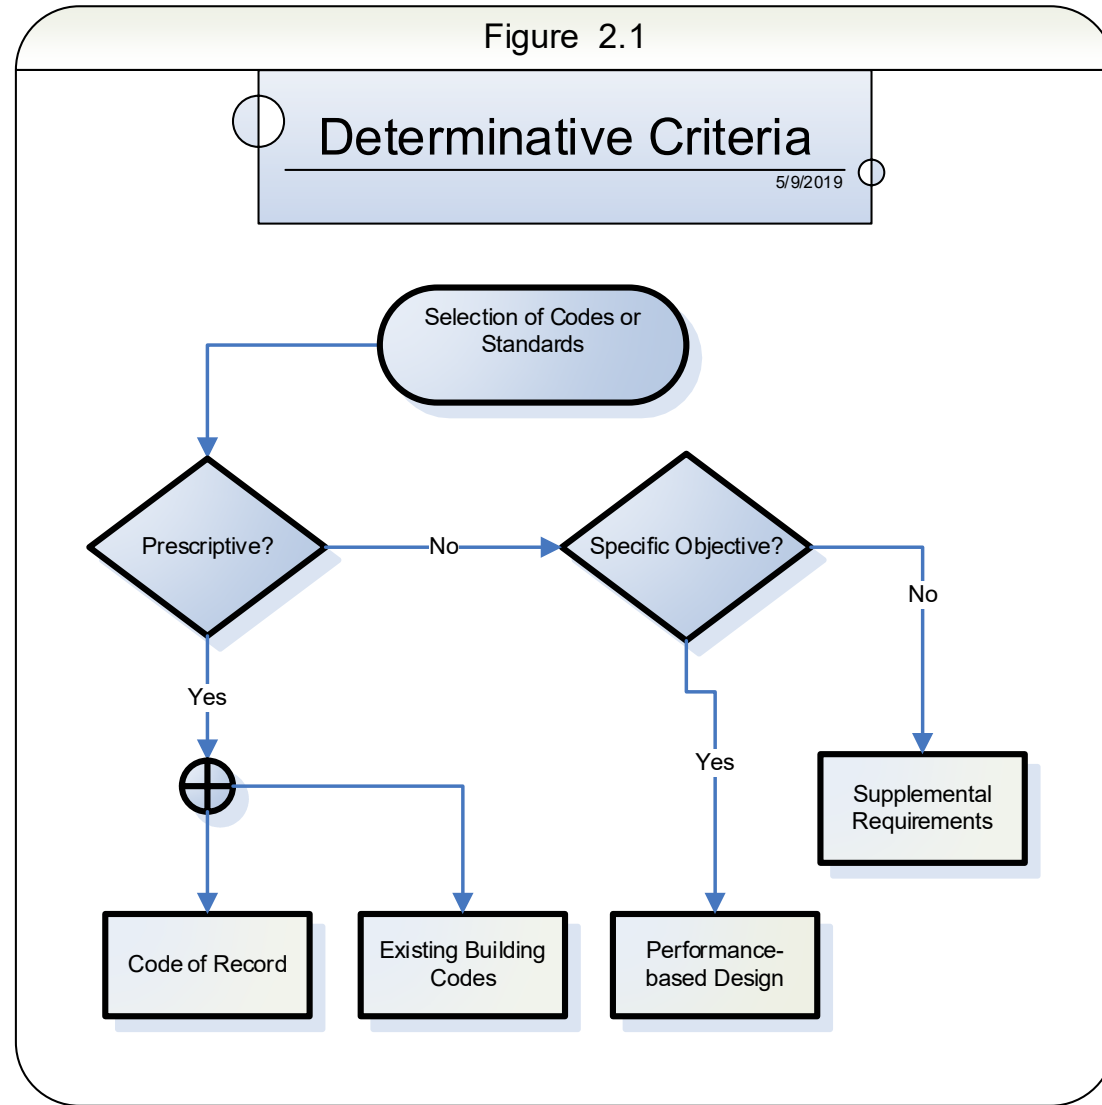 Figure 2.1
Determinative Criteria
5/9/2019
Selection of Codes or
Standards
Prescriptive?
No
Specific Objective?
No
Yes
Yes
Supplemental
Requirements
Code of Record
Existing Building
Codes
Performance-
based Design